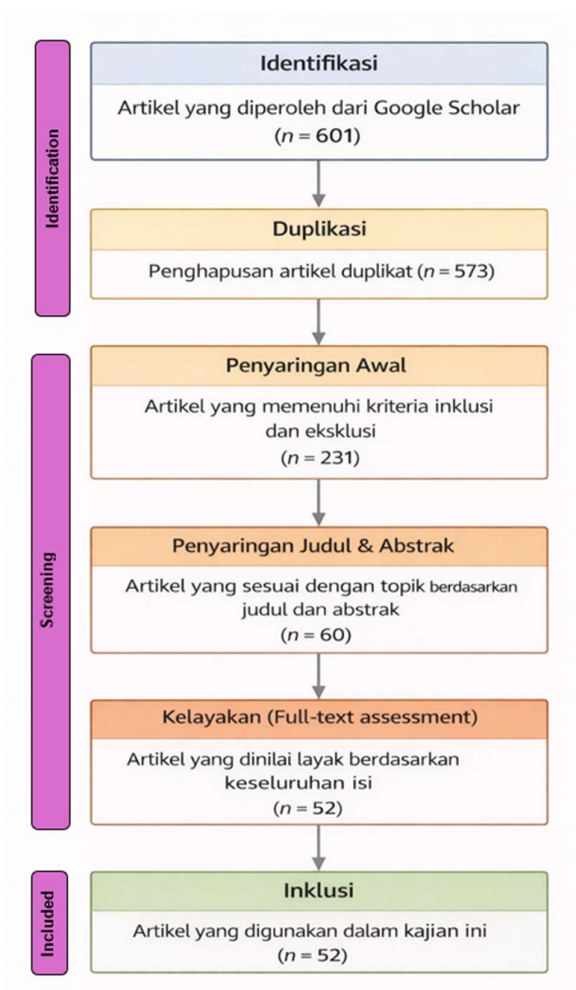 Identification
Identifikasi
Artikel yang diperoleh dari Google Scholar
(n = 601)
Duplikasi
Penghapusan artikel duplikat (n = 573)
Screening
Penyaringan Awal
Artikel yang memenuhi kriteria inklusi
dan eksklusi
(n = 231)
Penyaringan Judul & Abstrak
Artikel yang sesuai dengan topik berdasarkan
judul dan abstrak
(n = 60)
Kelayakan (Full-text assessment)
Artikel yang dinilai layak berdasarkan
keseluruhan isi
(n = 52)
Included
Inklusi
Artikel yang digunakan dalam kajian ini
(n = 52)